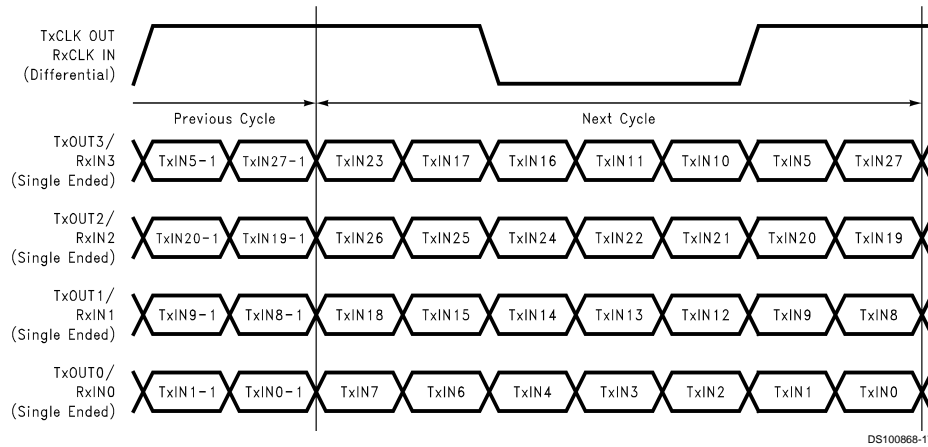 TxCLK OUT
RxCLK IN
(Differential)
Previous Cycle
Next Cycle
TxOUT3/
RxIN3
(Single Ended)
TxIN5-1 TxIN27-1 TxIN23 TxIN17 TxIN16 TxIN11 TxIN10 TxIN5 TxIN27
TxOUT2/
RxIN2
(Single Ended)
TxIN20-1 TxIN19-1 TxIN26 TxIN25 TxIN24 TxIN22 TxIN21 TxIN20 TxIN19
TxOUT1/
RxIN1
(Single Ended)
TxIN9-1 TxIN8-1 TxIN18 TxIN15 TxIN14 TxIN13 TxIN12 TxIN9 TxIN8
TxOUT0/
RxIN0
(Single Ended)
TxIN1-1 TxIN0-1 TxIN7 TxIN6 TxIN4 TxIN3 TxIN2 TxIN1 TxIN0